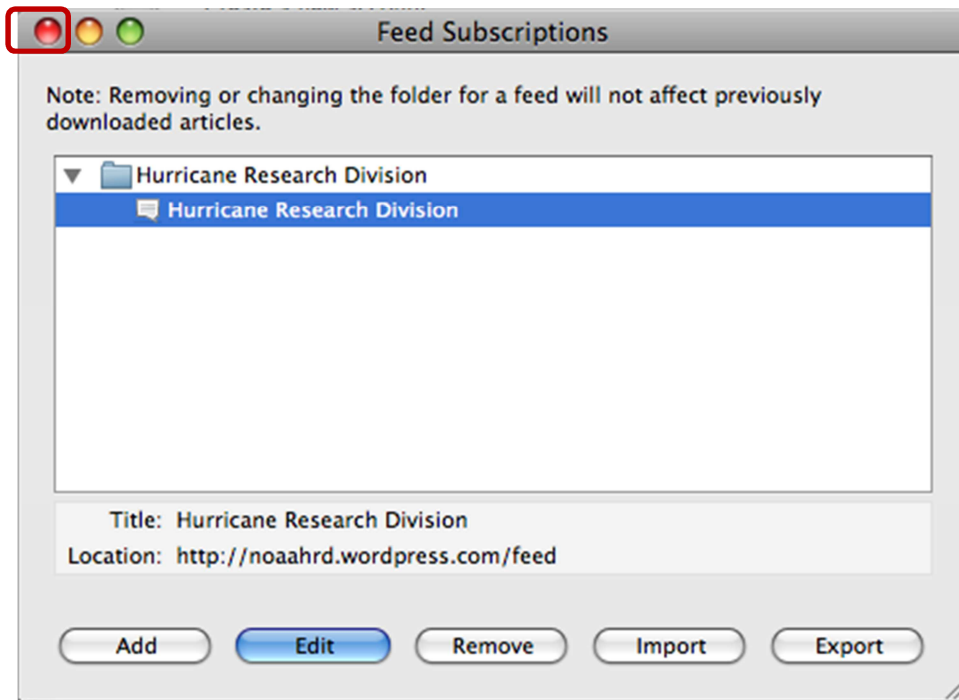 Feed Subscriptions
Note: Removing or changing the folder for a feed will not affect previously
downloaded articles.
Hurricane Research Division
Hurricane Research Division
Title: Hurricane Research Division
Location: http://noaahrd.wordpress.com/feed
Add Edit Remove Import Export